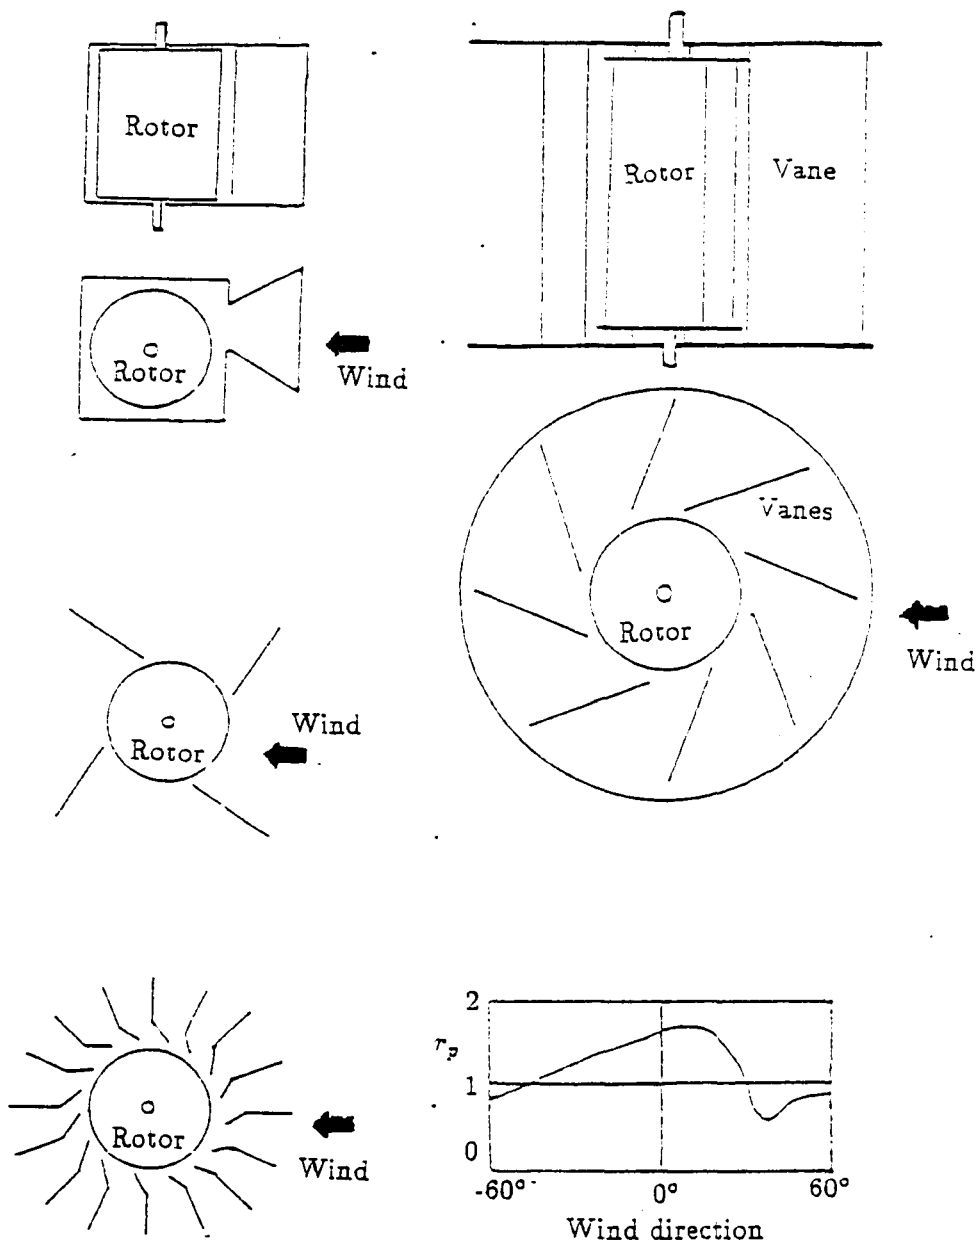 Rotor
Rotor
Vane
Rotor
Wind
Vanes
Rotor
Wind
Wind
Rotor
Rotor
Wind
2
r_p
1
0
-60° 0° 60°
Wind direction